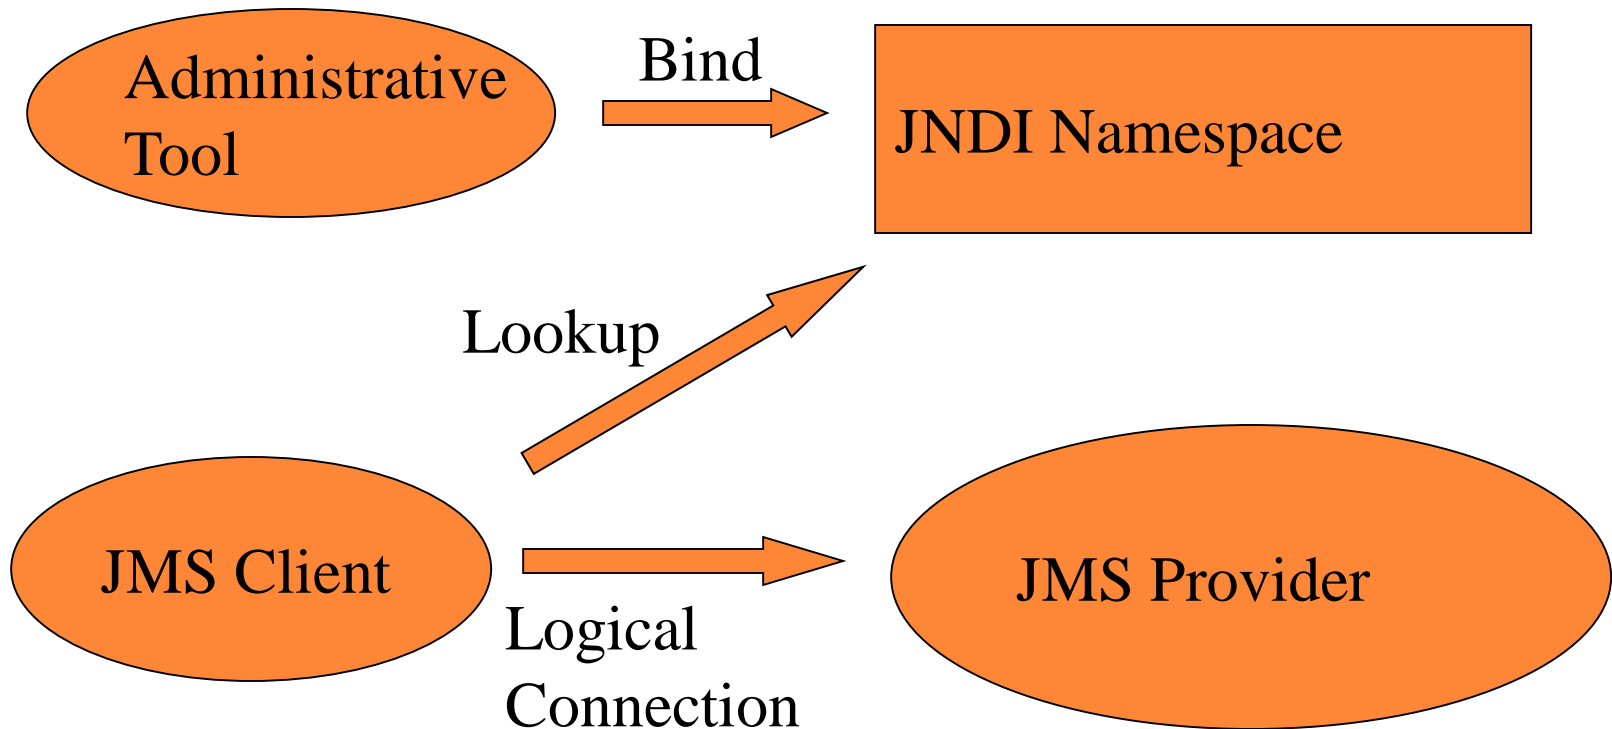 Administrative
Tool
Bind
JNDI Namespace
Lookup
JMS Client
Logical
Connection
JMS Provider